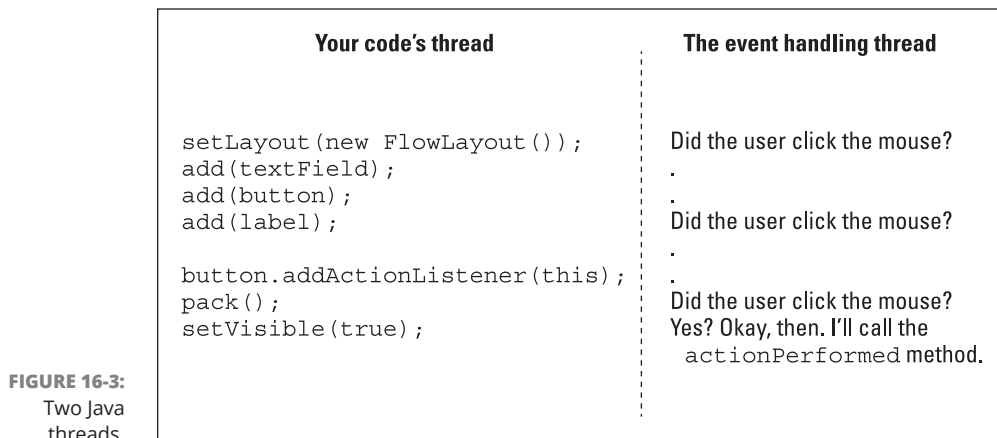 Your code's thread
setLayout(new FlowLayout());
add(textField);
add(button);
add(label);
button.addActionListener(this);
pack();
setVisible(true);
The event handling thread
Did the user click the mouse?
.
.
Did the user click the mouse?
.
.
Did the user click the mouse?
Yes? Okay, then. I'll call the
actionPerformed method.
FIGURE 16-3:
Two Java
threads.